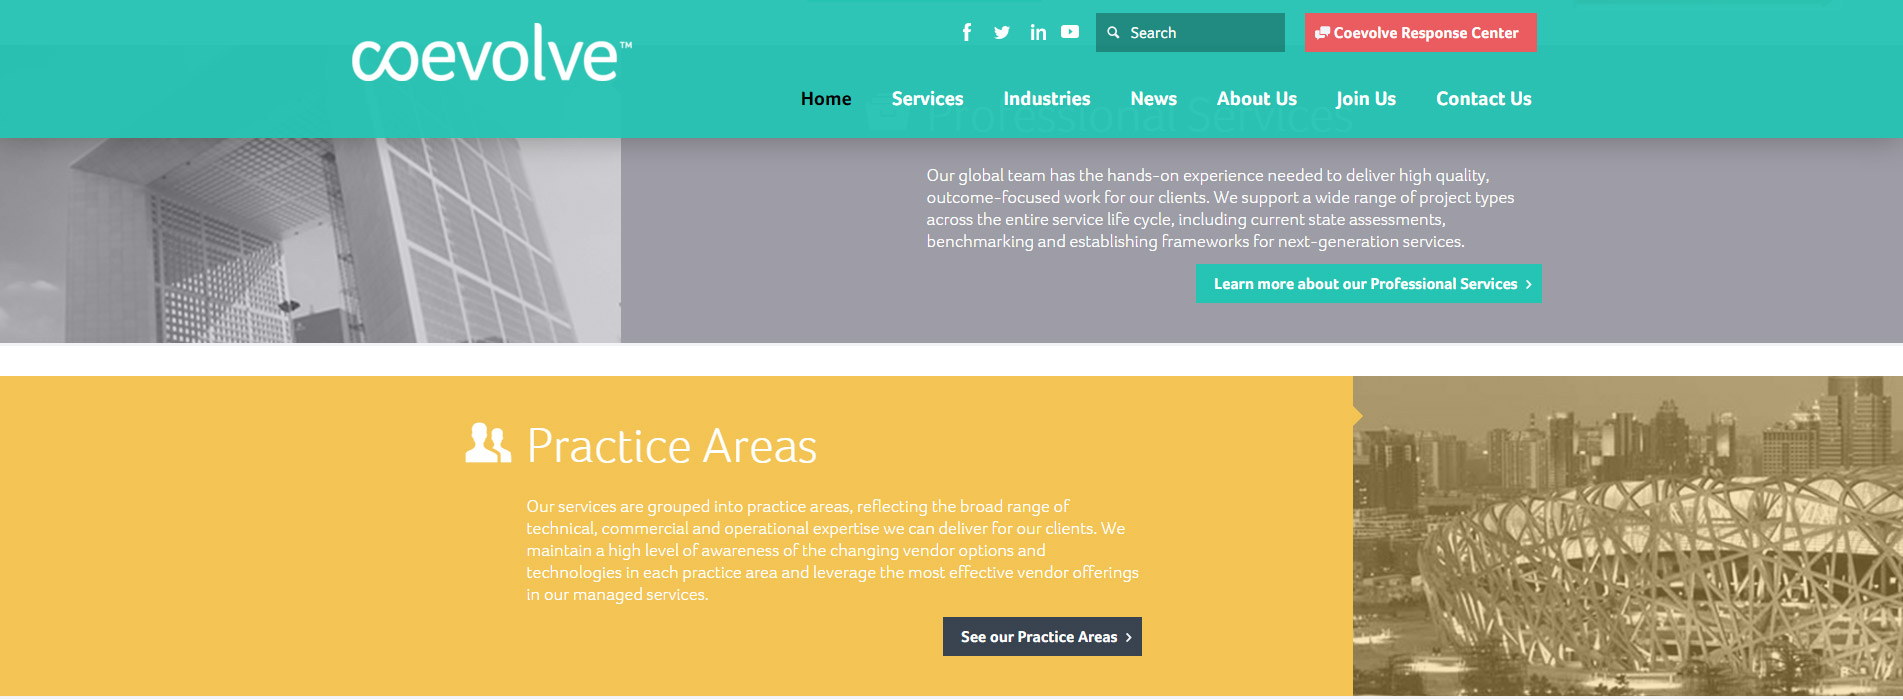 coevolve™
Search
Coevolve Response Center
Home Services Industries News About Us Join Us Contact Us
Professional Services
Our global team has the hands-on experience needed to deliver high quality,
outcome-focused work for our clients. We support a wide range of project types
across the entire service life cycle, including current state assessments,
benchmarking and establishing frameworks for next-generation services.
Learn more about our Professional Services
Practice Areas
Our services are grouped into practice areas, reflecting the broad range of
technical, commercial and operational expertise we can deliver for our clients. We
maintain a high level of awareness of the changing vendor options and
technologies in each practice area and leverage the most effective vendor offerings
in our managed services.
See our Practice Areas